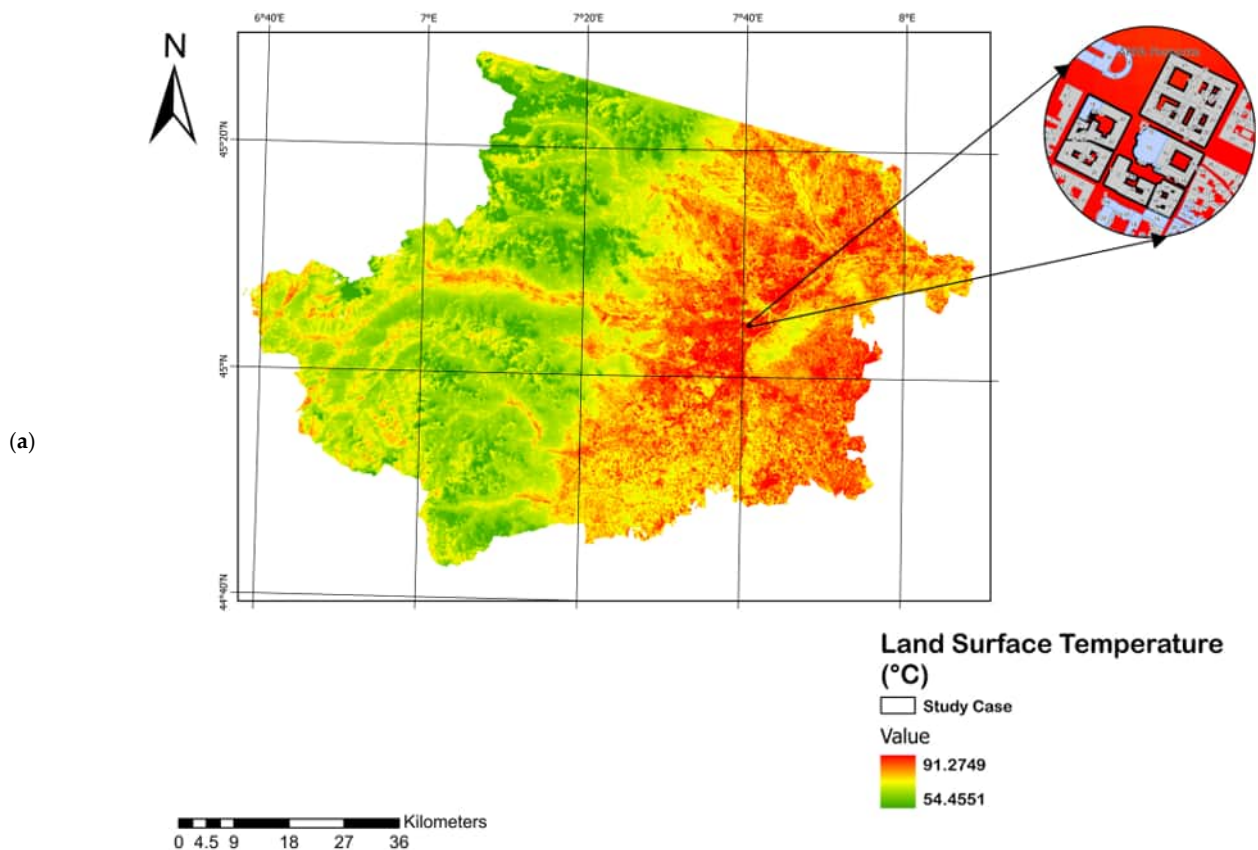 6°40'E 7°E 7°20'E 7°40'E 8°E
N
45°20'N
45°N
(a)
44°40'N
Land Surface Temperature
(°C)
Study Case
Value
91.2749
54.4551
Kilometers
0 4.5 9 18 27 36